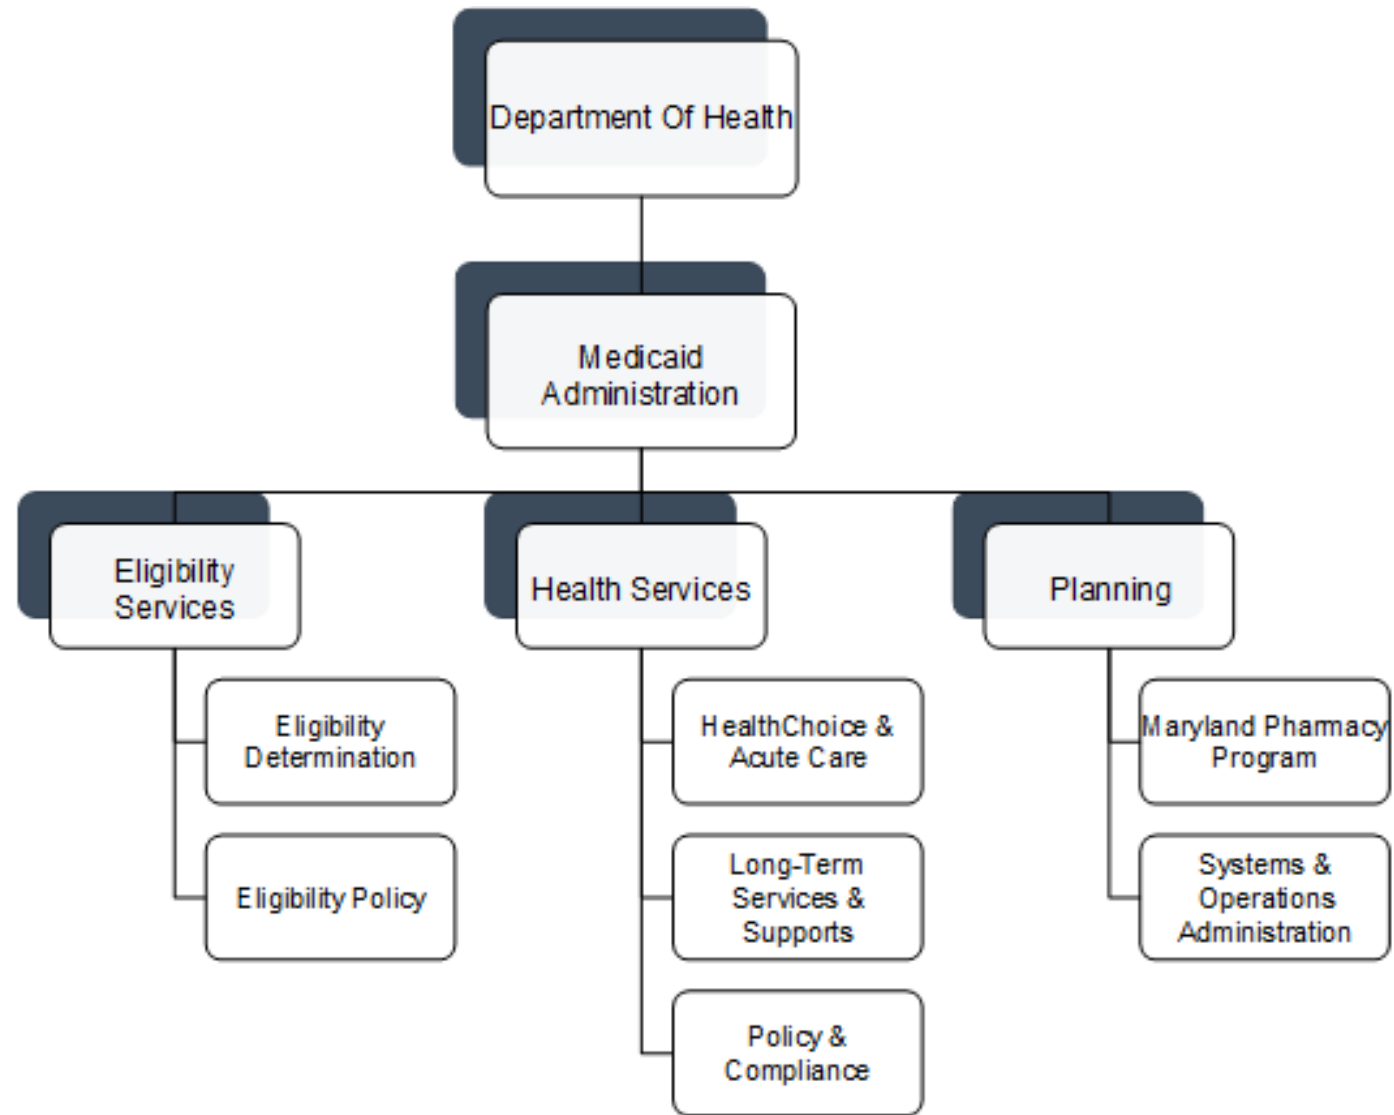 Department Of Health
Medicaid
Administration
Eligibility
Services
Health Services
Planning
Eligibility
Determination
HealthChoice &
Acute Care
Maryland Pharmacy
Program
Eligibility Policy
Long-Term
Services &
Supports
Systems &
Operations
Administration
Policy &
Compliance